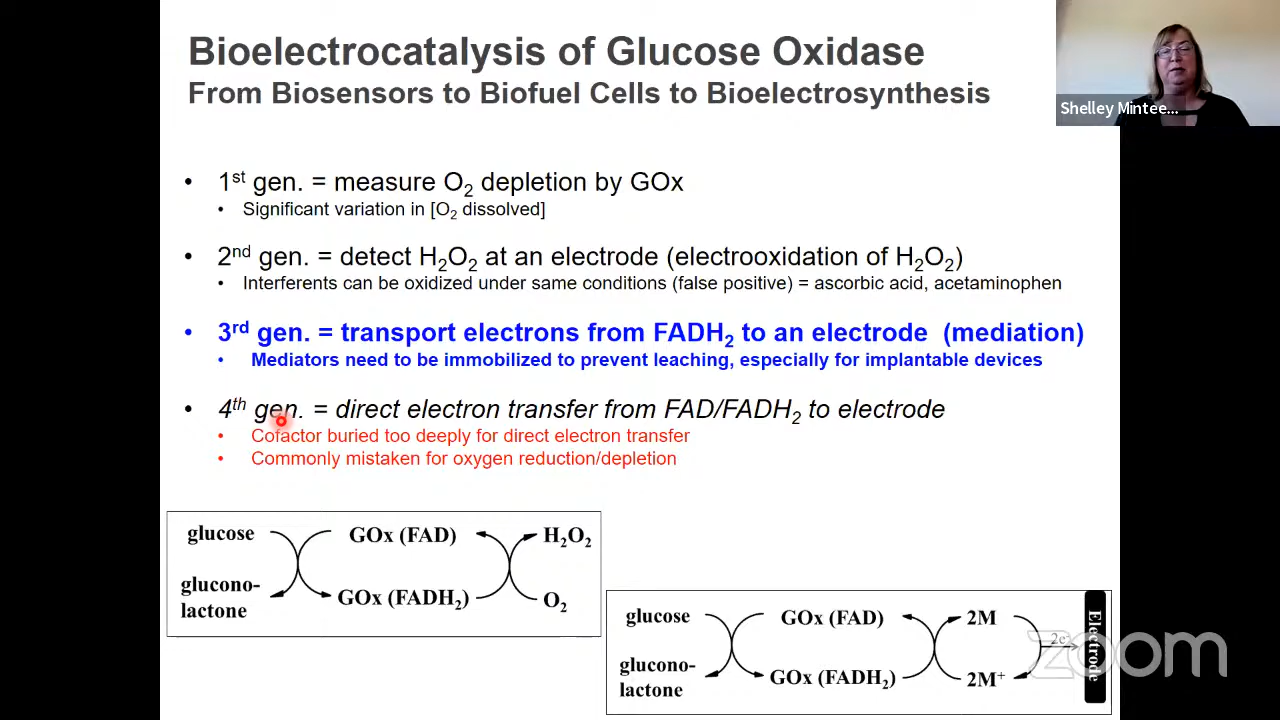 Bioelectrocatalysis of Glucose Oxidase
From Biosensors to Biofuel Cells to Bioelectrosynthesis
Shelley Mintee...
• 1st gen. = measure O2 depletion by GOx
• Significant variation in [O2 dissolved]
• 2nd gen. = detect H2O2 at an electrode (electrooxidation of H2O2)
• Interferents can be oxidized under same conditions (false positive) = ascorbic acid, acetaminophen
• 3rd gen. = transport electrons from FADH2 to an electrode (mediation)
• Mediators need to be immobilized to prevent leaching, especially for implantable devices
• 4th gen. = direct electron transfer from FAD/FADH2 to electrode
• Cofactor buried too deeply for direct electron transfer
• Commonly mistaken for oxygen reduction/depletion
glucose GOx (FAD) H2O2
glucono-
lactone GOx (FADH2) O2
glucose GOx (FAD) 2M
glucono-
lactone GOx (FADH2) 2M+
2e-
Electrode
zoom